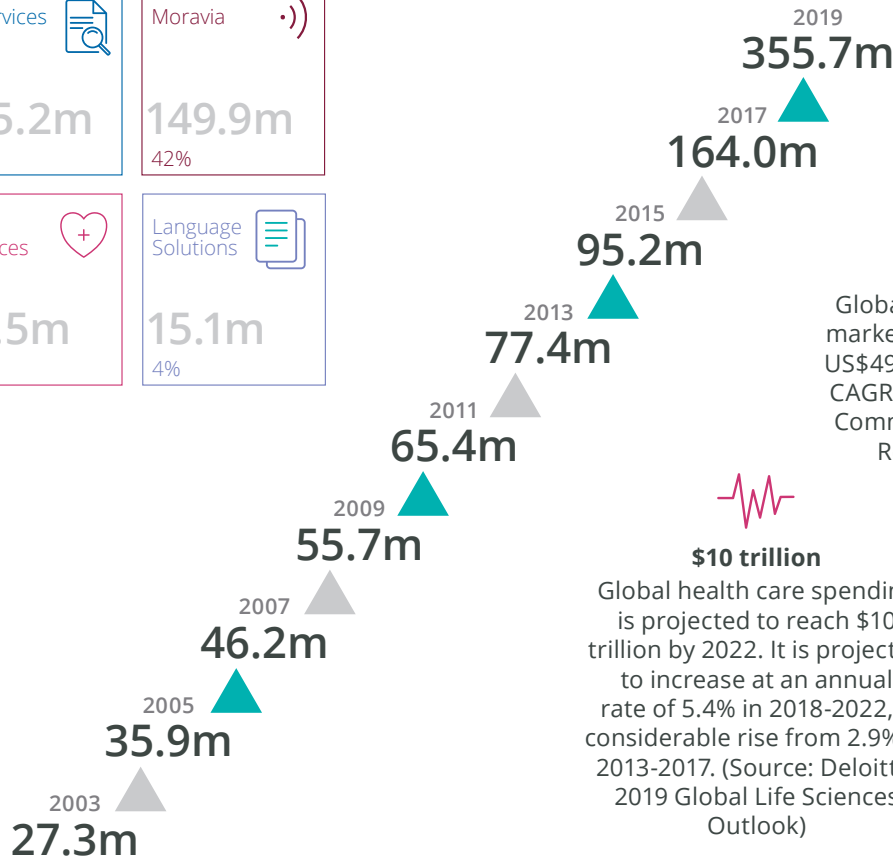 rvices
5.2m
Moravia
149.9m
42%
ces
.5m
Language
Solutions
15.1m
4%
2019
355.7m
2017
164.0m
2015
95.2m
2013
77.4m
2011
65.4m
2009
55.7m
2007
46.2m
2005
35.9m
2003
27.3m
Globa
marke
US$49
CAGR
Comm
R
$10 trillion
Global health care spendin
is projected to reach $10
trillion by 2022. It is project
to increase at an annual
rate of 5.4% in 2018-2022,
considerable rise from 2.9%
2013-2017. (Source: Deloitt
2019 Global Life Sciences
Outlook)